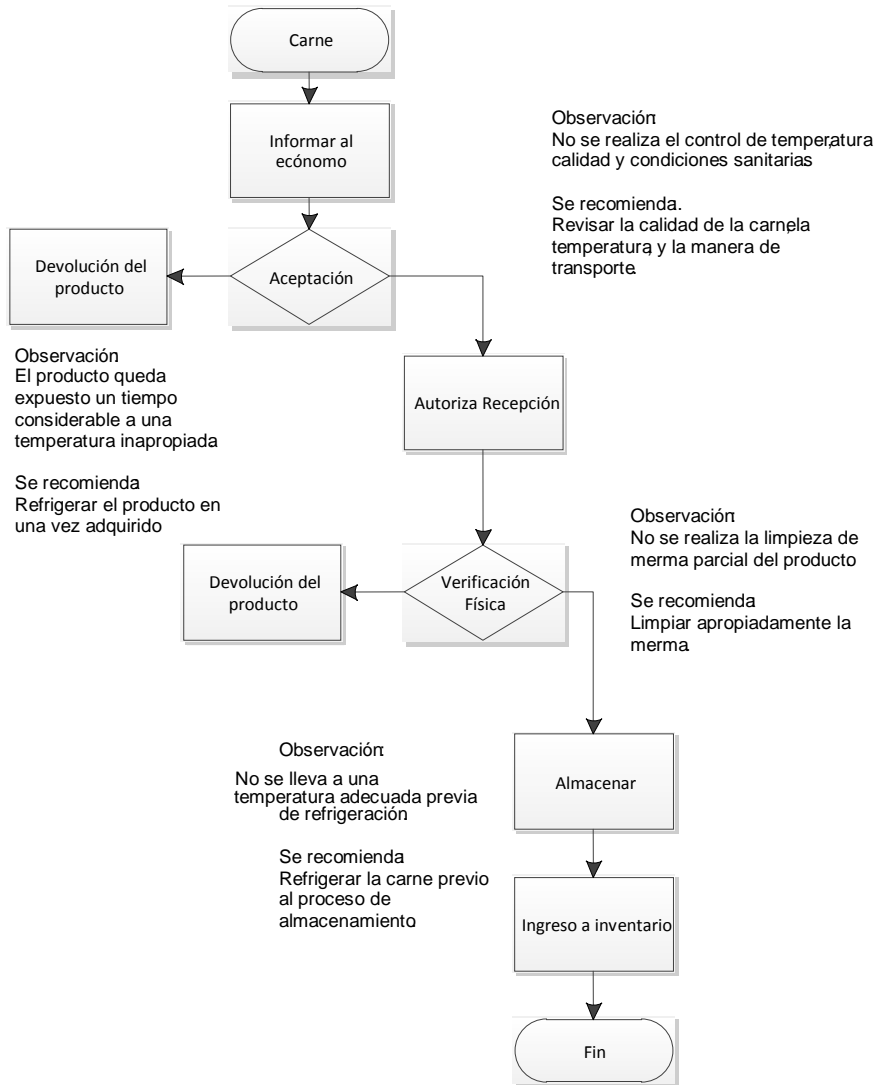 Carne
Informar al
ecónomo
Observación:
No se realiza el control de temperatura,
calidad y condiciones sanitarias.
Se recomienda.
Revisar la calidad de la carne, la
temperatura, y la manera de
transporte.
Devolución del
producto
Aceptación
Observación:
El producto queda
expuesto un tiempo
considerable a una
temperatura inapropiada.
Se recomienda:
Refrigerar el producto en
una vez adquirido
Autoriza Recepción
Devolución del
producto
Verificación
Física
Observación:
No se realiza la limpieza de
merma parcial del producto.
Se recomienda:
Limpiar apropiadamente la
merma.
Observación:
No se lleva a una
temperatura adecuada previa
de refrigeración.
Se recomienda:
Refrigerar la carne previo
al proceso de
almacenamiento.
Almacenar
Ingreso a inventario
Fin